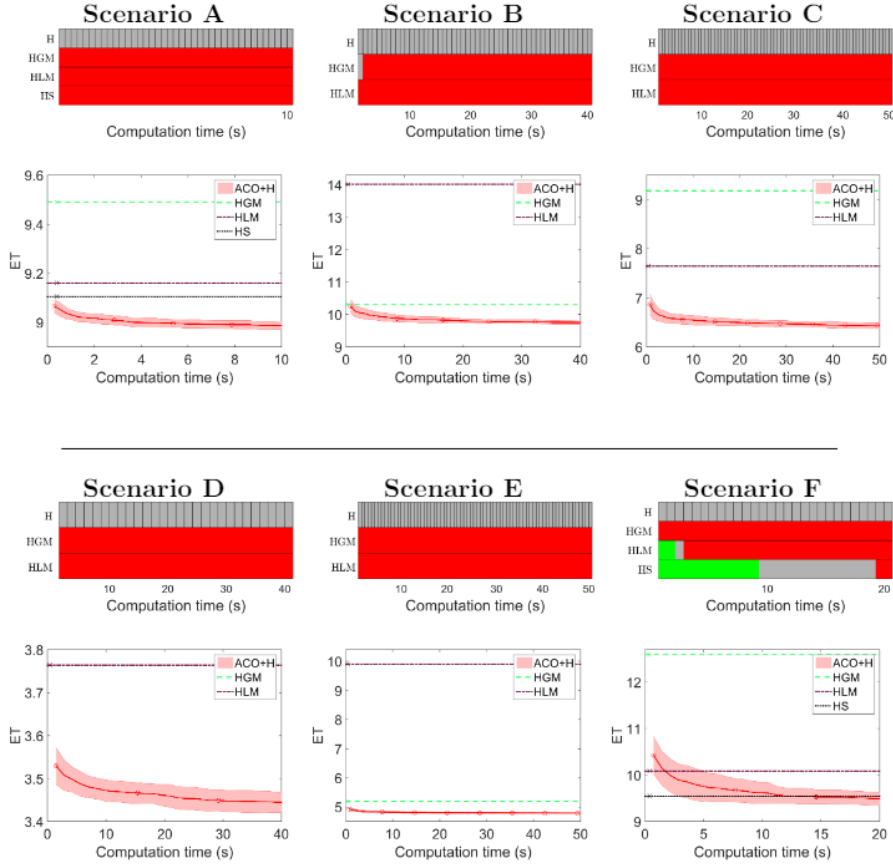 Scenario A
Scenario B
Scenario C
H
HGM
HLM
HS
10
Computation time (s)
H
HGM
HLM
10 20 30 40
Computation time (s)
H
HGM
HLM
10 20 30 40 50
Computation time (s)
9.6
9.4
9.2
9
ET
ACO+H
HGM
HLM
HS
0 2 4 6 8 10
Computation time (s)
14
13
12
11
10
9
ET
ACO+H
HGM
HLM
0 10 20 30 40
Computation time (s)
9
8
7
6
ET
ACO+H
HGM
HLM
0 10 20 30 40 50
Computation time (s)
Scenario D
Scenario E
Scenario F
H
HGM
HLM
10 20 30 40
Computation time (s)
H
HGM
HLM
10 20 30 40 50
Computation time (s)
H
HGM
HLM
HS
10 20
Computation time (s)
3.8
3.7
3.6
3.5
3.4
ET
ACO+H
HGM
HLM
0 10 20 30 40
Computation time (s)
10
9
8
7
6
5
ET
ACO+H
HGM
HLM
0 10 20 30 40 50
Computation time (s)
12
11
10
9
ET
ACO+H
HGM
HLM
HS
0 5 10 15 20
Computation time (s)